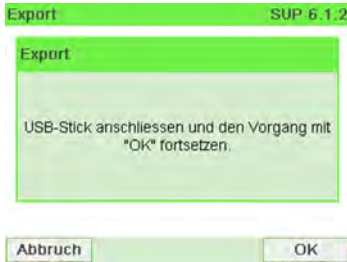 Export SUP 6.1.2
Export
USB-Stick anschliessen und den Vorgang mit
"OK" fortsetzen.
Abbruch OK